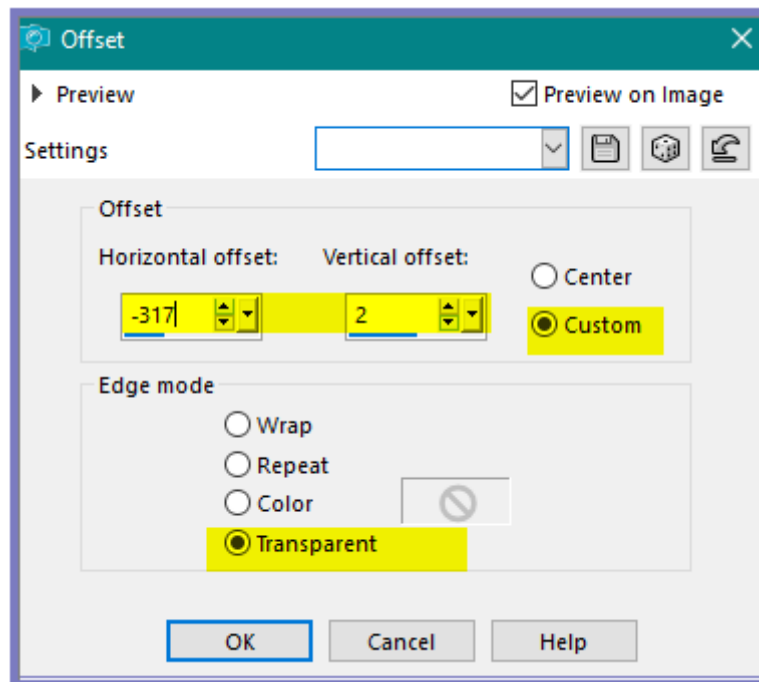 Offset
Preview
Preview on Image
Settings
Offset
Horizontal offset:
Vertical offset:
-317
2
Center
Custom
Edge mode
Wrap
Repeat
Color
Transparent
OK
Cancel
Help